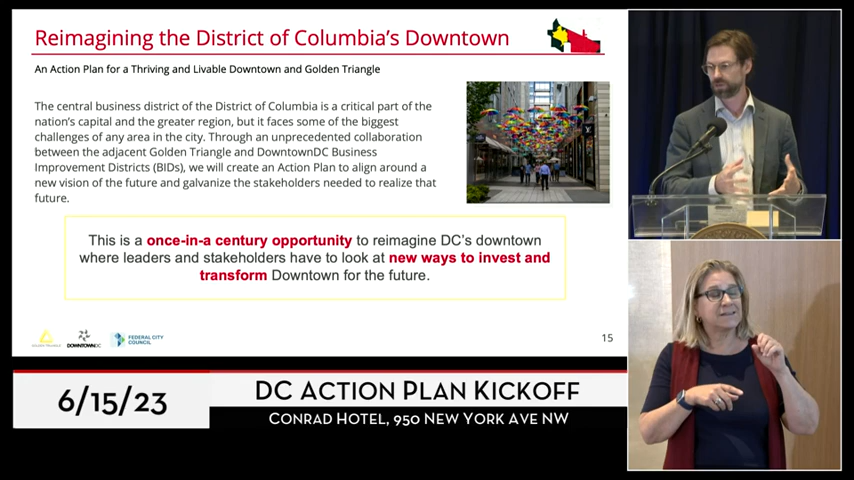 Reimagining the District of Columbia's Downtown
An Action Plan for a Thriving and Livable Downtown and Golden Triangle
The central business district of the District of Columbia is a critical part of the
nation's capital and the greater region, but it faces some of the biggest
challenges of any area in the city. Through an unprecedented collaboration
between the adjacent Golden Triangle and DowntownDC Business
Improvement Districts (BIDs), we will create an Action Plan to align around a
new vision of the future and galvanize the stakeholders needed to realize that
future.
This is a once-in-a century opportunity to reimagine DC's downtown
where leaders and stakeholders have to look at new ways to invest and
transform Downtown for the future.
GOLDEN TRIANGLE
DOWNTOWNDC
FEDERAL CITY
COUNCIL
15
6/15/23
DC Action Plan Kickoff
Conrad Hotel, 950 New York Ave NW